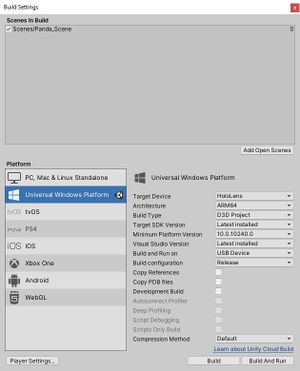 Build Settings
Scenes In Build
Scenes/Panda_Scene 0
Add Open Scenes
Platform
PC, Mac & Linux Standalone
Universal Windows Platform
tvOS tvOS
PS4 PS4
iOS iOS
Xbox One
Android
WebGL
Universal Windows Platform
Target Device HoloLens
Architecture ARM64
Build Type D3D Project
Target SDK Version Latest installed
Minimum Platform Version 10.0.10240.0
Visual Studio Version Latest installed
Build and Run on USB Device
Build configuration Release
Copy References
Copy PDB files
Development Build
Autoconnect Profiler
Deep Profiling
Script Debugging
Scripts Only Build
Compression Method Default
Learn about Unity Cloud Build
Player Settings... Build Build And Run